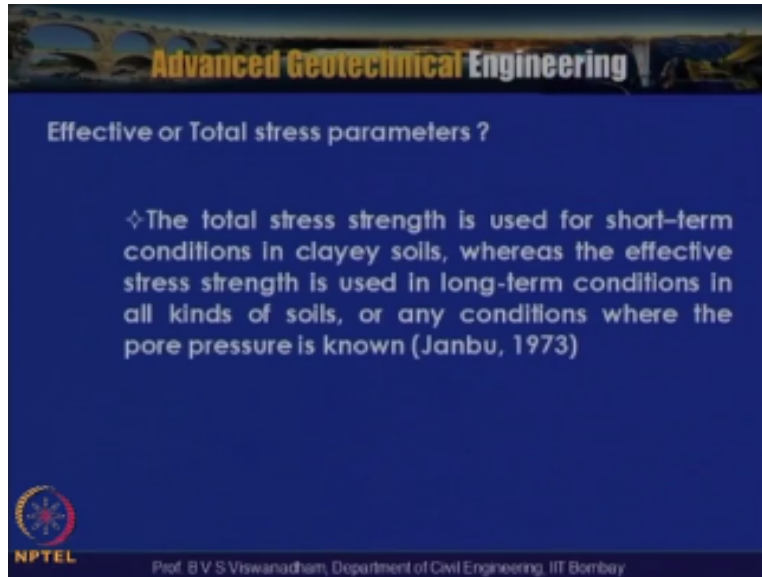 Advanced Geotechnical Engineering
Effective or Total stress parameters ?
✧The total stress strength is used for short–term
conditions in clayey soils, whereas the effective
stress strength is used in long-term conditions in
all kinds of soils, or any conditions where the
pore pressure is known (Janbu, 1973)
NPTEL
Prof. B V S Viswanadham, Department of Civil Engineering, IIT Bombay